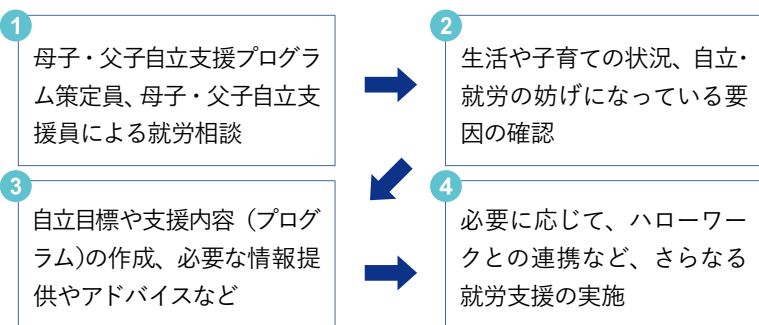 1
母子・父子自立支援プログラ
ム策定員、母子・父子自立支
援員による就労相談
2
生活や子育ての状況、自立・
就労の妨げになっている要
因の確認
3
自立目標や支援内容（プログ
ラム)の作成、必要な情報提
供やアドバイスなど
4
必要に応じて、ハローワー
クとの連携など、さらなる
就労支援の実施